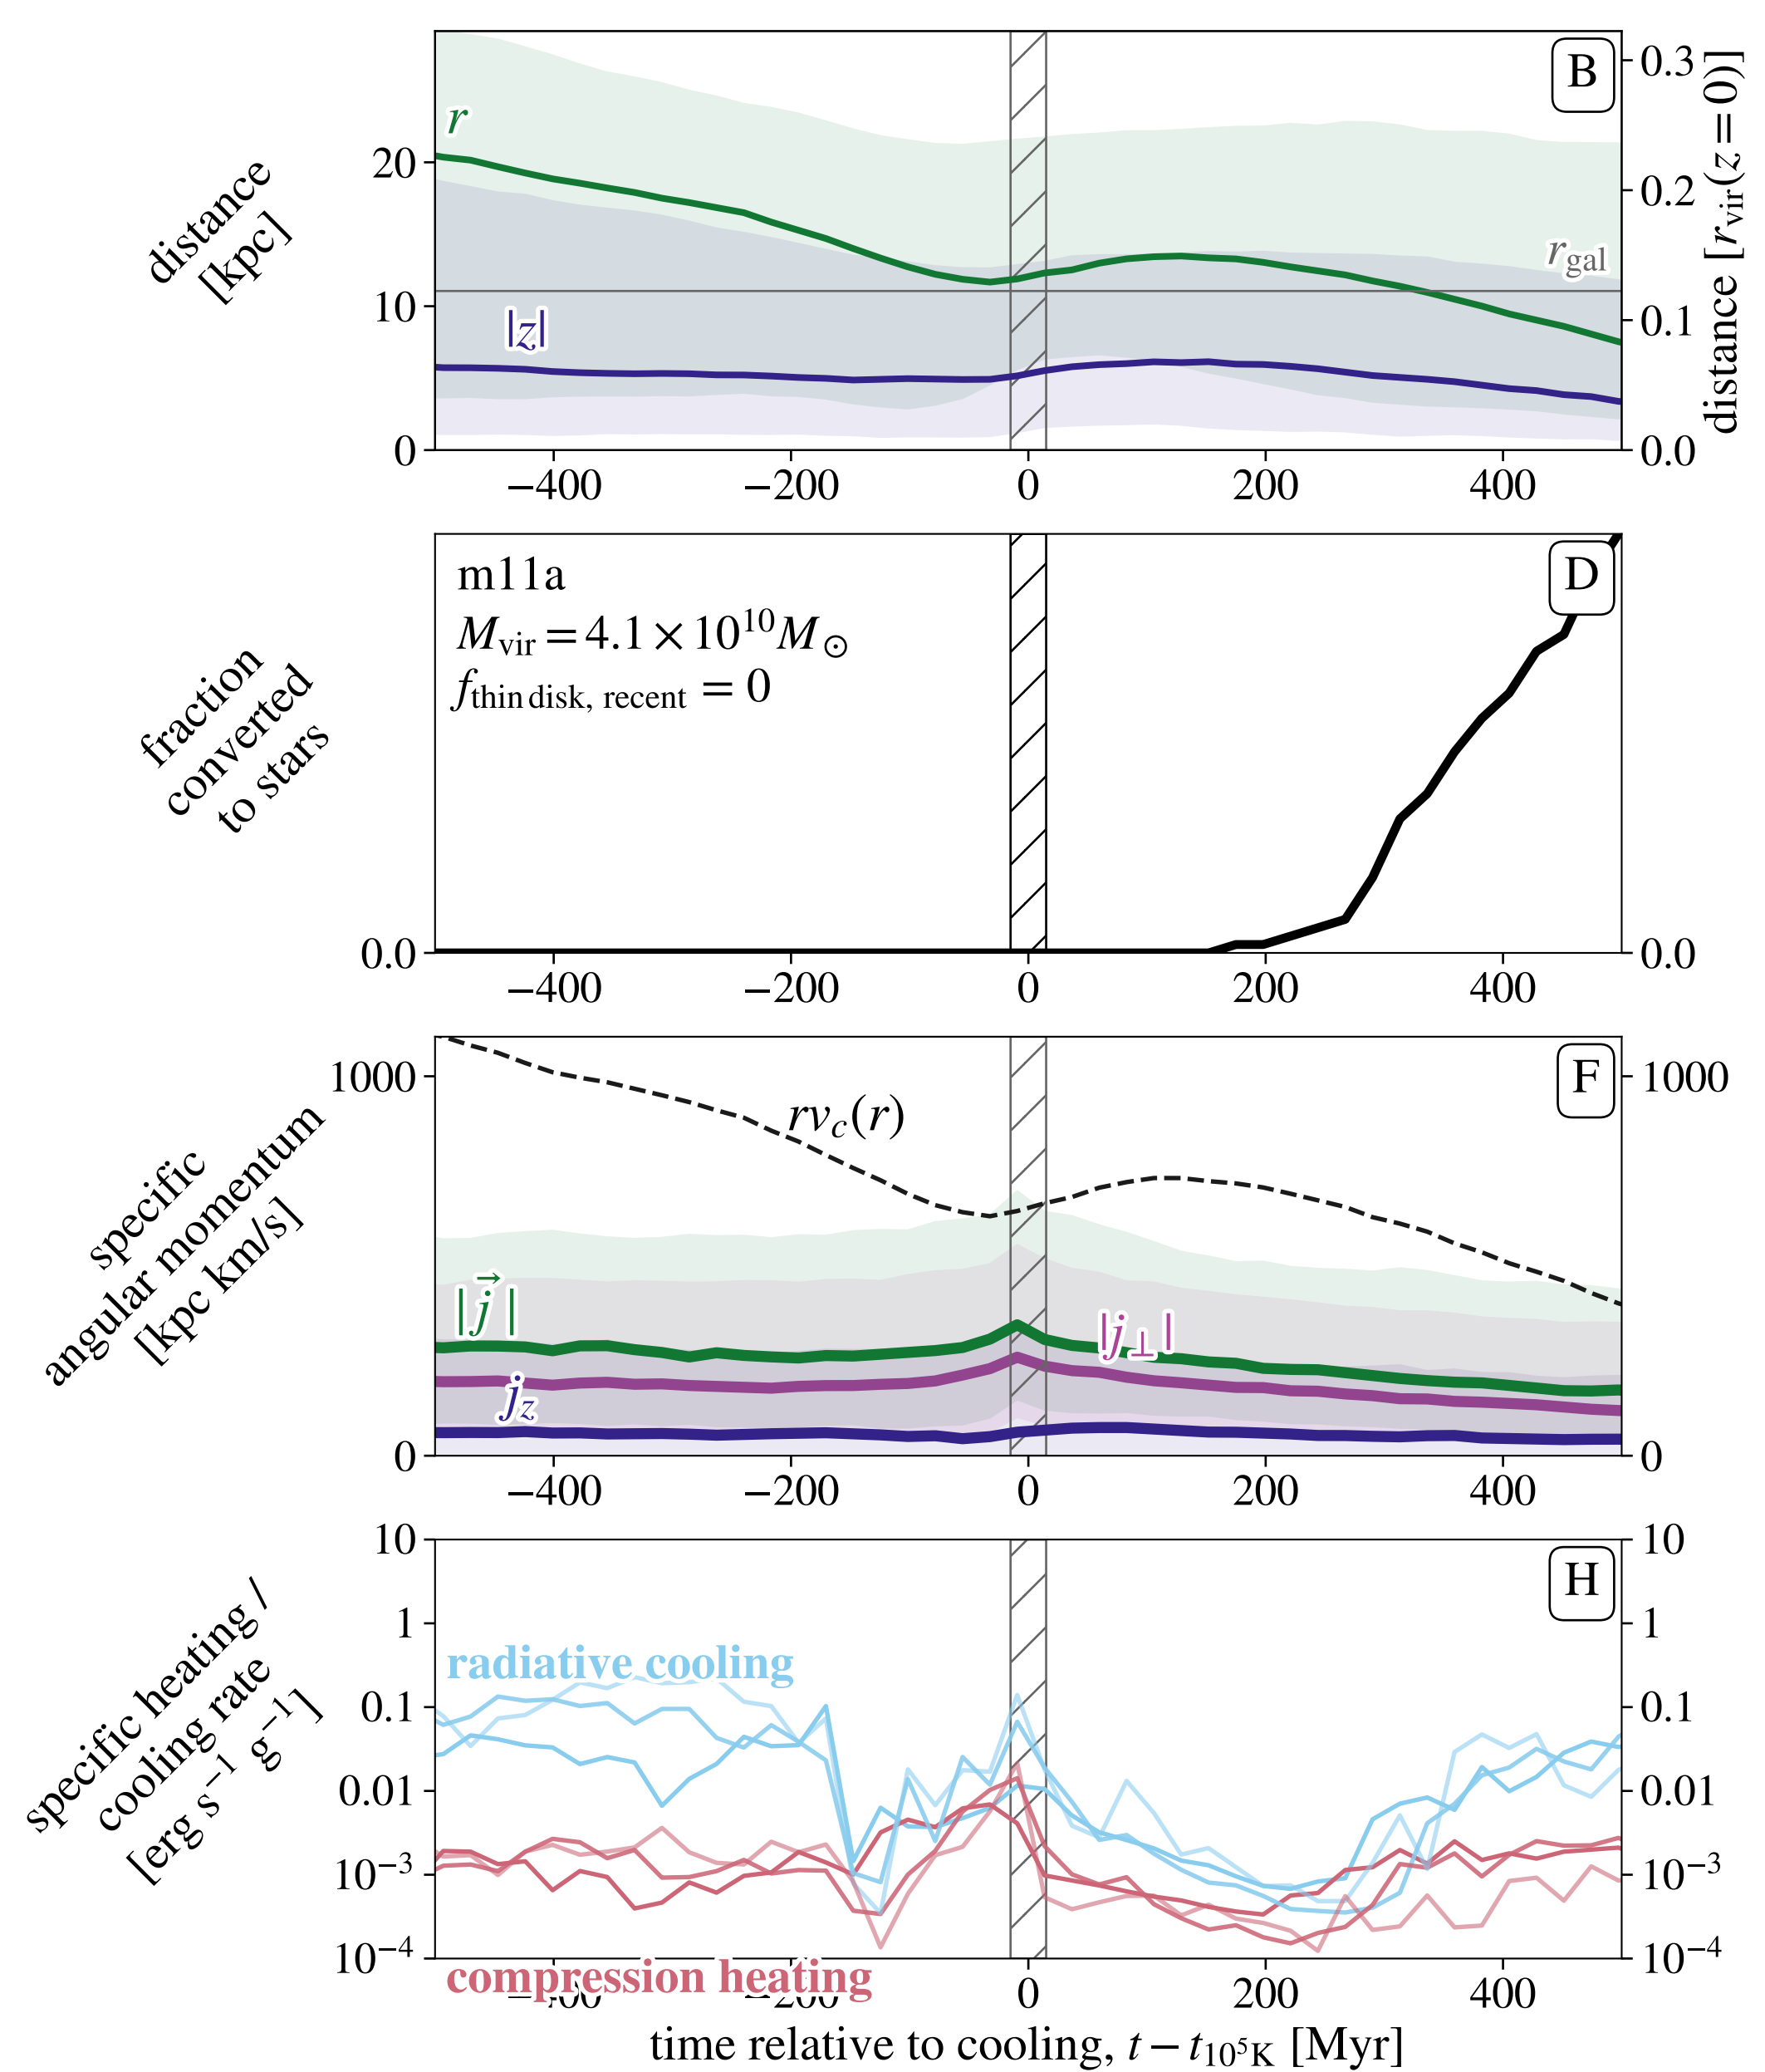 B
distance
[kpc]
20
10
0
r
|z|
r_gal
0.3
0.2
0.1
0.0
distance [r_vir(z=0)]
−400 −200 0 200 400
D
m11a
M_vir = 4.1 × 10^10 M_⊙
f_thin disk, recent = 0
fraction
converted
to stars
0.0 0.0
−400 −200 0 200 400
F
specific
angular momentum
[kpc km/s]
1000 1000
rv_c(r)
|j⃗|
|j_⊥|
j_z
0 0
−400 −200 0 200 400
H
specific heating /
cooling rate
[erg s^−1 g^−1]
10 10
1 1
radiative cooling
0.1 0.1
0.01 0.01
10^−3 10^−3
10^−4 10^−4
compression heating
−400 −200 0 200 400
time relative to cooling, t − t_10^5K [Myr]